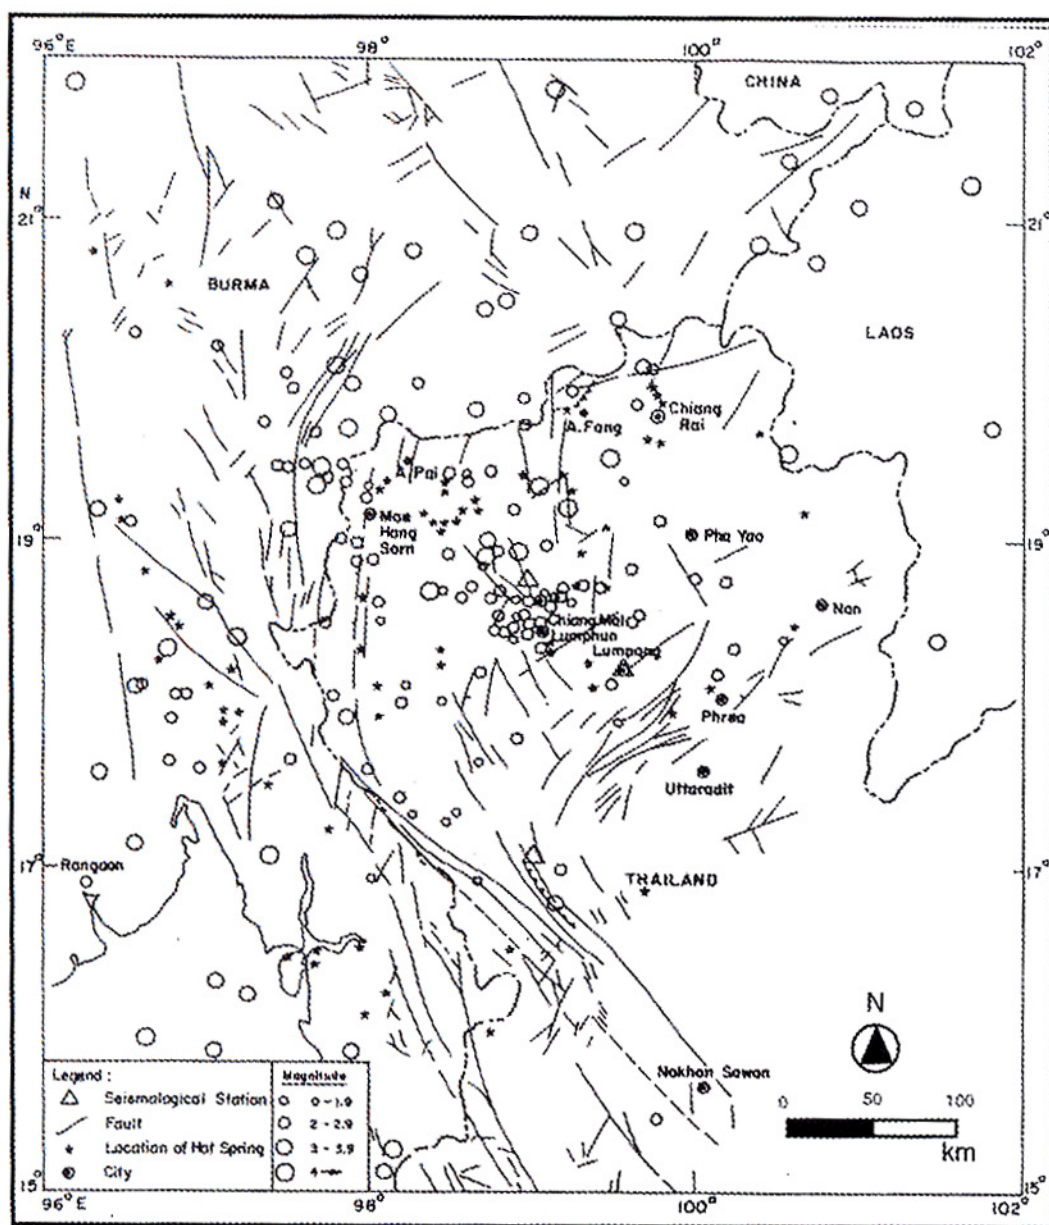 96°E 98° 100° 102°
CHINA
N
21° 21°
BURMA
LAOS
Chiang
Rai
A.Fang
A.Pai
Mae
Hong
Sorn
19° 19°
Pha Yao
Nan
Chiang Mai
Lumphun
Lumpang
Phrae
Uttaradit
17° 17°
Rangoon
THAILAND
N
Nakhon Sawan
0 50 100
km
Legend :
Seismological Station
Fault
Location of Hot Spring
City
Magnitude
0-1.9
2-2.9
3-3.9
4-
15° 15°
96°E 98° 100° 102°